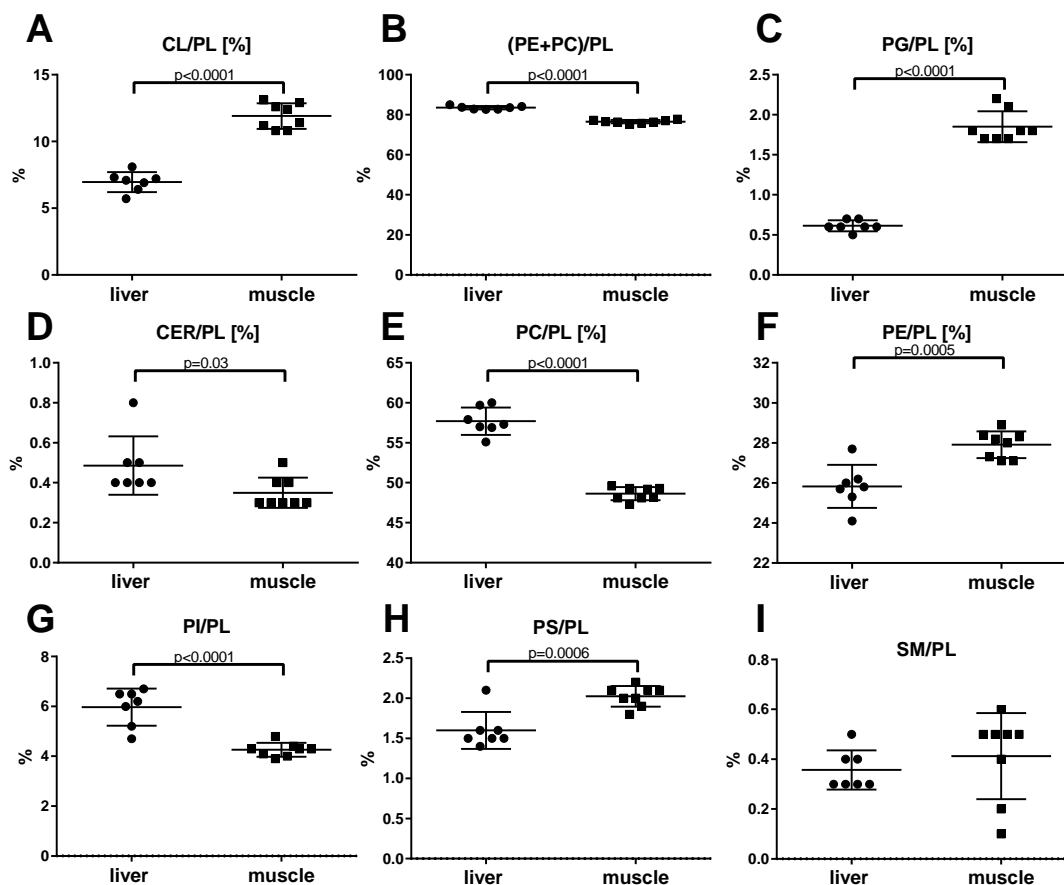 A
CL/PL [%]
p<0.0001
15
10
5
0
%
liver
muscle
B
(PE+PC)/PL
p<0.0001
100
80
60
40
20
0
%
liver
muscle
C
PG/PL [%]
p<0.0001
2.5
2.0
1.5
1.0
0.5
0.0
%
liver
muscle
D
CER/PL [%]
p=0.03
1.0
0.8
0.6
0.4
0.2
0.0
%
liver
muscle
E
PC/PL [%]
p<0.0001
65
60
55
50
45
40
%
liver
muscle
F
PE/PL [%]
p=0.0005
32
30
28
26
24
22
%
liver
muscle
G
PI/PL
p<0.0001
8
6
4
2
0
%
liver
muscle
H
PS/PL
p=0.0006
2.5
2.0
1.5
1.0
0.5
0.0
%
liver
muscle
I
SM/PL
0.8
0.6
0.4
0.2
0.0
%
liver
muscle